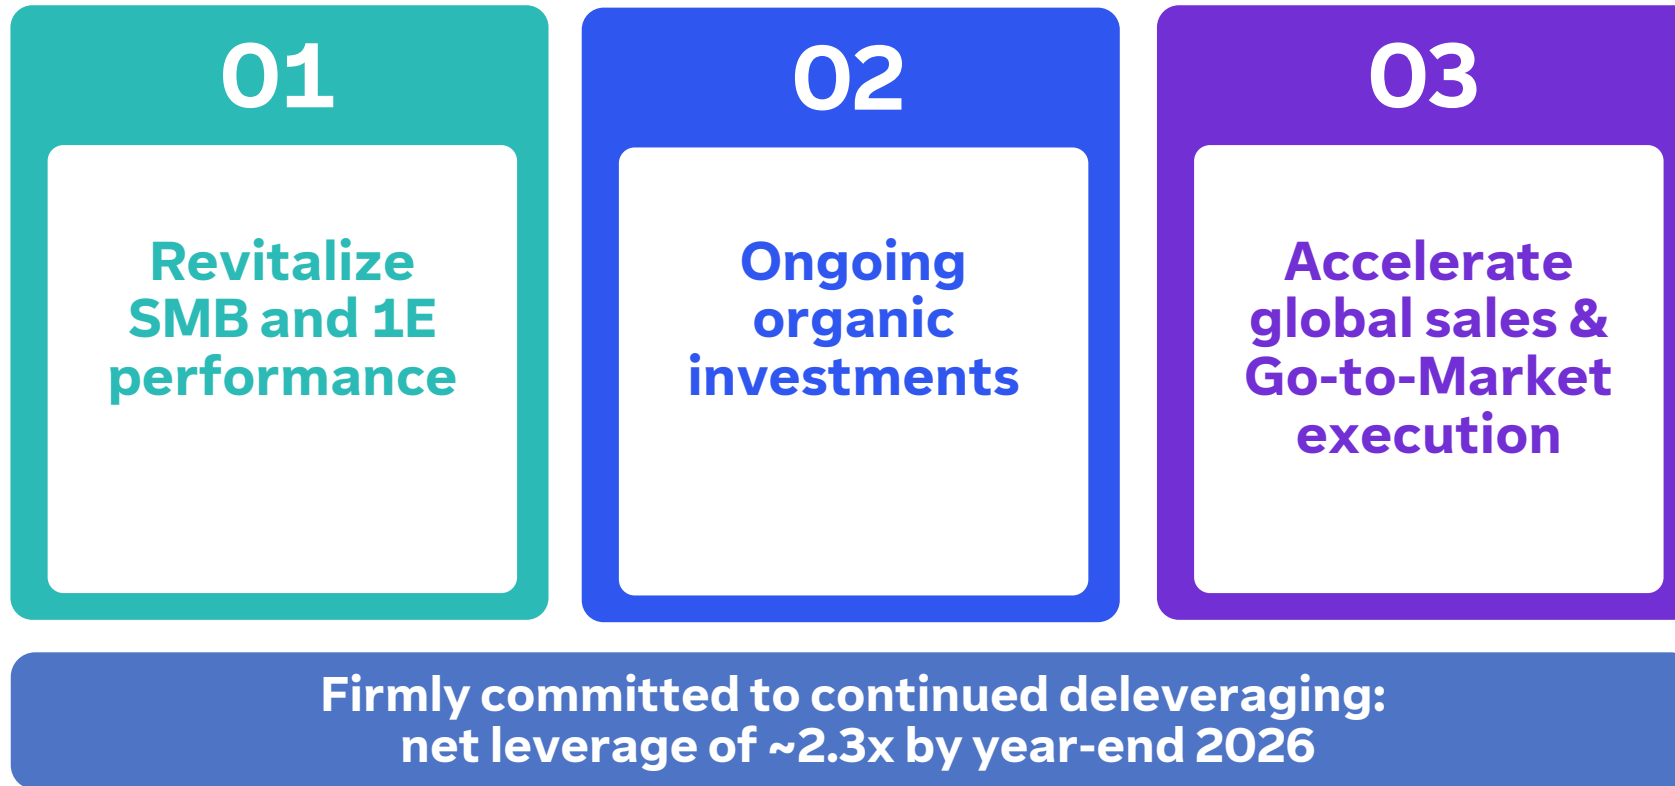 01
Revitalize
SMB and 1E
performance
02
Ongoing
organic
investments
03
Accelerate
global sales &
Go-to-Market
execution
Firmly committed to continued deleveraging:
net leverage of ~2.3x by year-end 2026